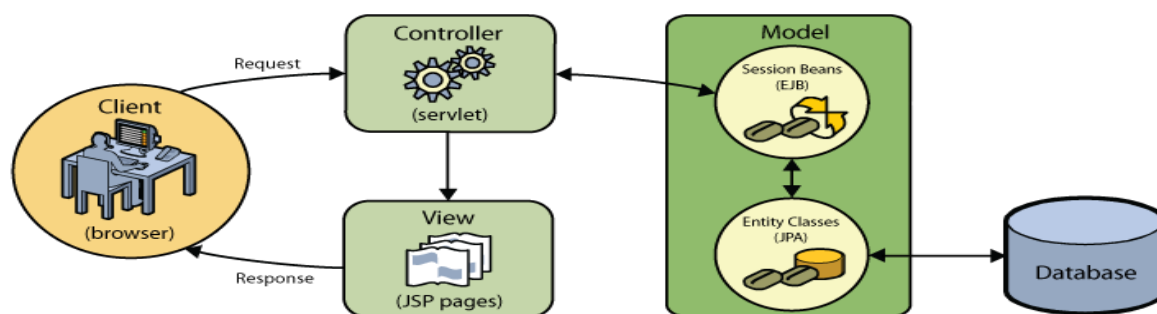 Client
(browser)
Request
Controller
(servlet)
View
(JSP pages)
Response
Model
Session Beans
(EJB)
Entity Classes
(JPA)
Database